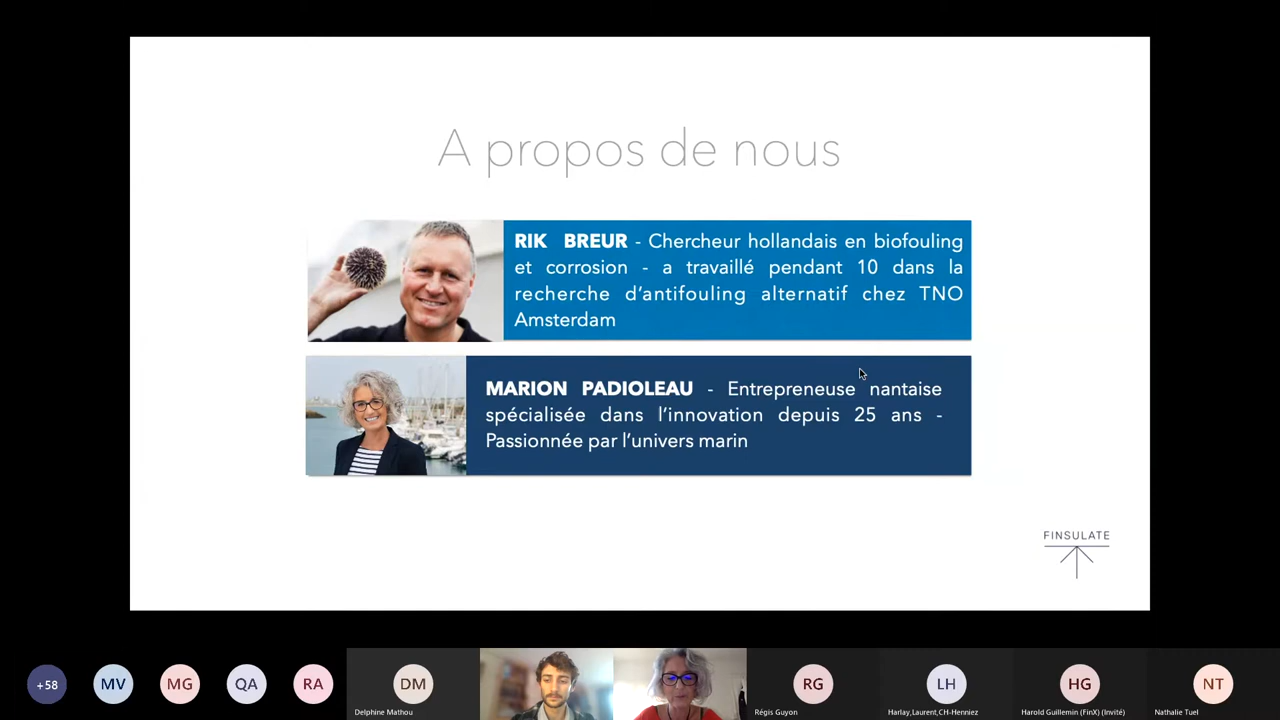 A propos de nous
RIK BREUR - Chercheur hollandais en biofouling
et corrosion - a travaillé pendant 10 dans la
recherche d’antifouling alternatif chez TNO
Amsterdam
MARION PADIOLEAU - Entrepreneuse nantaise
spécialisée dans l’innovation depuis 25 ans -
Passionnée par l’univers marin
FINSULATE
+58 MV MG QA RA DM RG LH HG NT
Delphine Mathou Régis Guyon Harlay,Laurent,CH-Henniez Harold Guillemin (FinX) (Invité) Nathalie Tuel